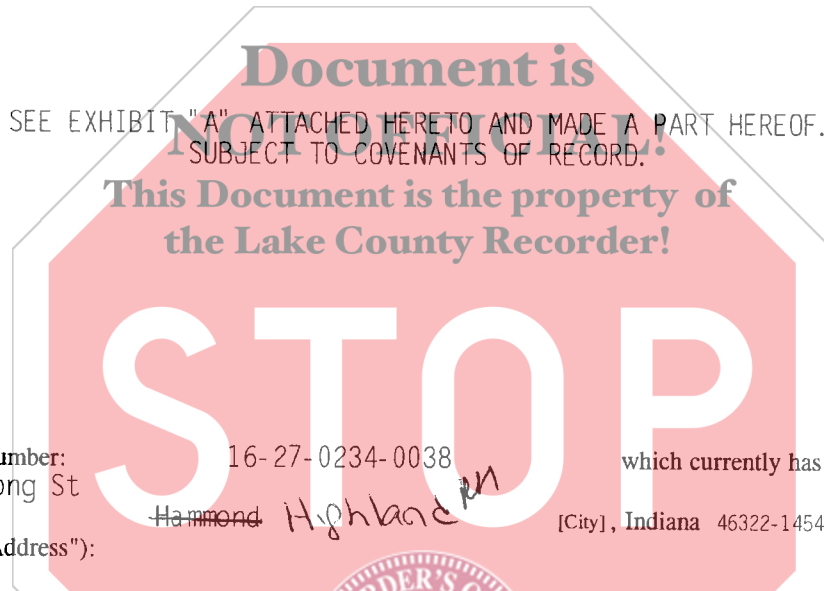 Document is
SEE EXHIBIT "A" ATTACHED HERETO AND MADE A PART HEREOF.
NOT OFFICIAL!
SUBJECT TO COVENANTS OF RECORD.
This Document is the property of
the Lake County Recorder!
STOP
umber: 16-27-0234-0038 which currently has
ong St
Hammond Highland [City], Indiana 46322-1454
Address"):
RDER'S O